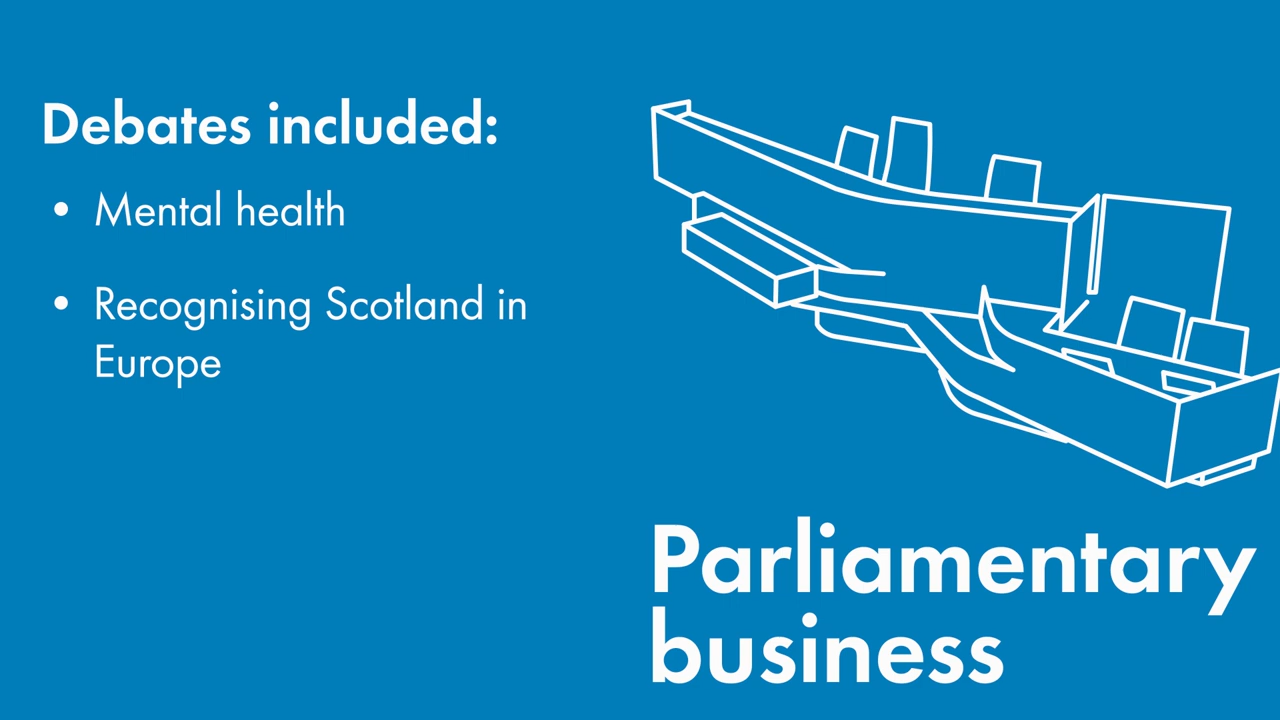 Debates included:
• Mental health
• Recognising Scotland in
Europe
Parliamentary
business